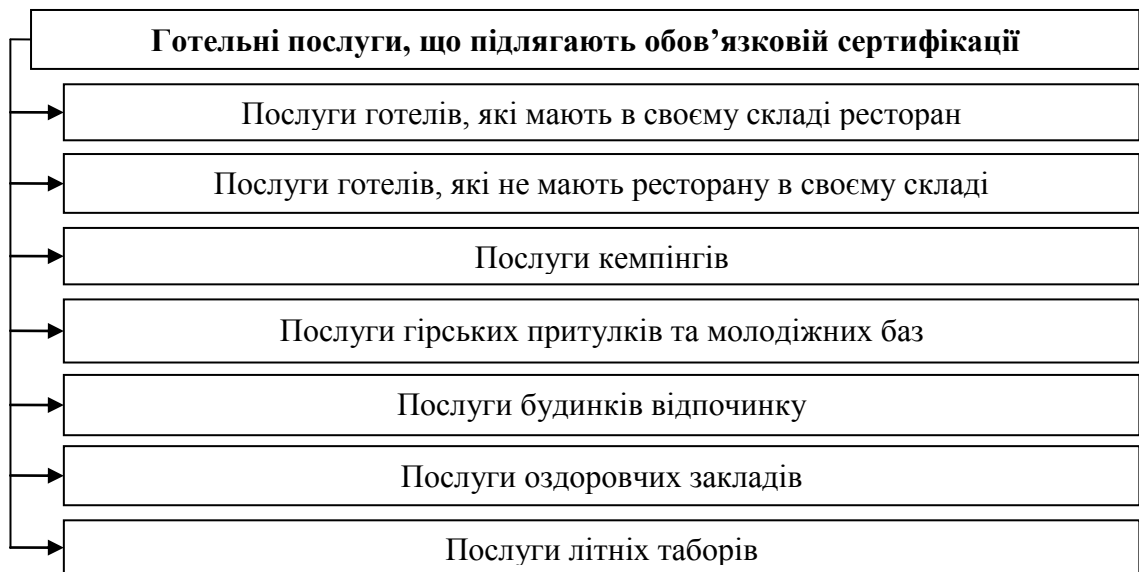 Готельні послуги, що підлягають обов’язковій сертифікації
Послуги готелів, які мають в своєму складі ресторан
Послуги готелів, які не мають ресторану в своєму складі
Послуги кемпінгів
Послуги гірських притулків та молодіжних баз
Послуги будинків відпочинку
Послуги оздоровчих закладів
Послуги літніх таборів